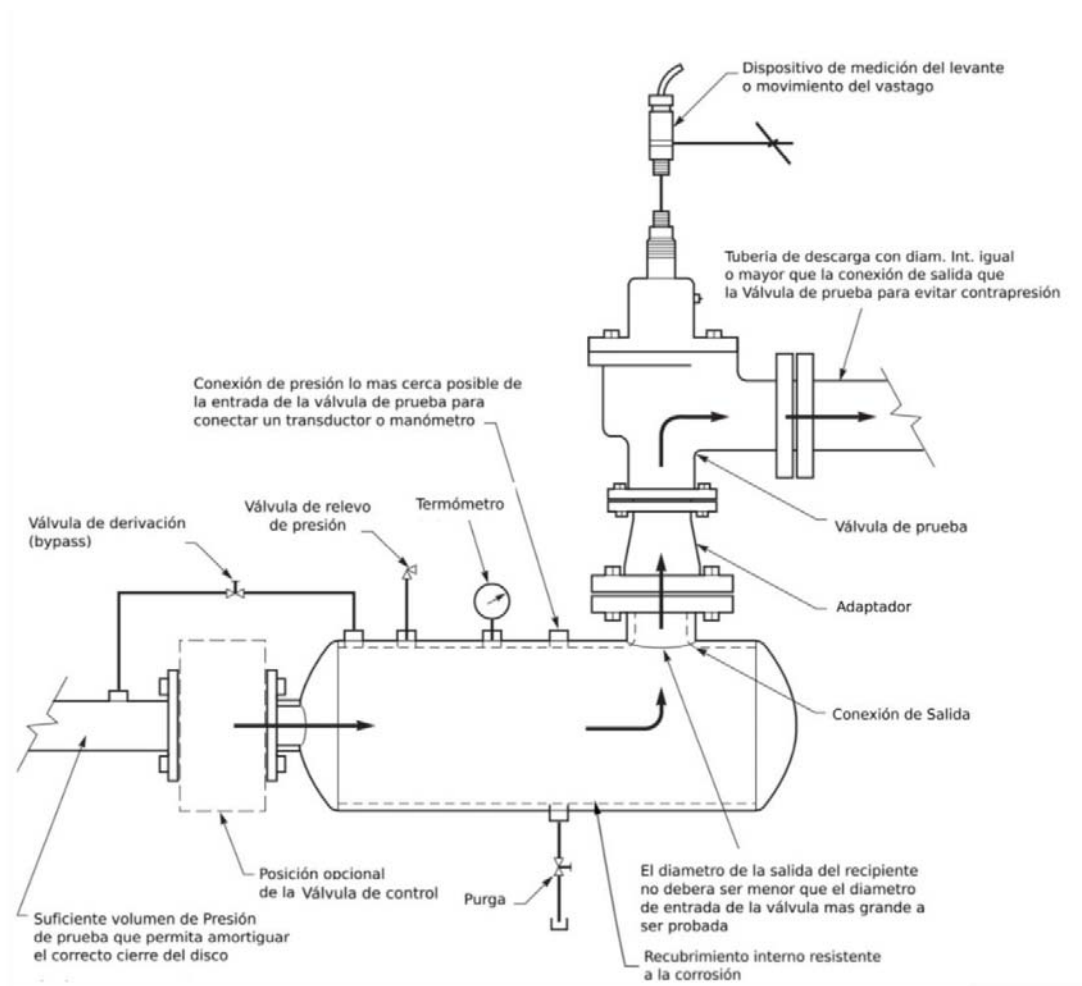 Dispositivo de medición del levante
o movimiento del vastago
Tubería de descarga con diam. Int. igual
o mayor que la conexión de salida que
la Válvula de prueba para evitar contrapresión
Conexión de presión lo mas cerca posible de
la entrada de la válvula de prueba para
conectar un transductor o manómetro
Válvula de derivación
(bypass)
Válvula de relevo
de presión
Termómetro
Válvula de prueba
Adaptador
Conexión de Salida
Posición opcional
de la Válvula de control
Purga
El diametro de la salida del recipiente
no debera ser menor que el diametro
de entrada de la válvula mas grande a
ser probada
Suficiente volumen de Presión
de prueba que permita amortiguar
el correcto cierre del disco
Recubrimiento interno resistente
a la corrosión